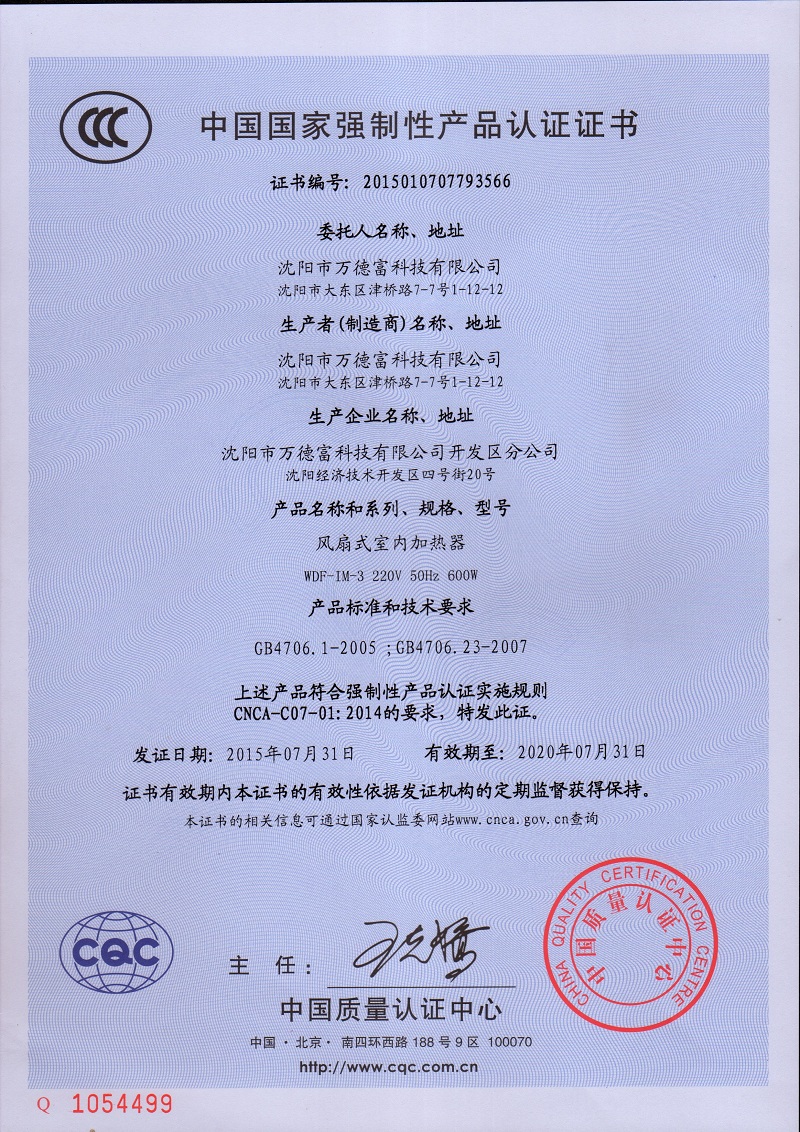 CCC
中国国家强制性产品认证证书
证书编号：2015010707793566
委托人名称、地址
沈阳市万德富科技有限公司
沈阳市大东区津桥路7-7号1-12-12
生产者(制造商)名称、地址
沈阳市万德富科技有限公司
沈阳市大东区津桥路7-7号1-12-12
生产企业名称、地址
沈阳市万德富科技有限公司开发区分公司
沈阳经济技术开发区四号街20号
产品名称和系列、规格、型号
风扇式室内加热器
WDF-IM-3 220V 50Hz 600W
产品标准和技术要求
GB4706.1-2005 ;GB4706.23-2007
上述产品符合强制性产品认证实施规则
CNCA-C07-01:2014的要求，特发此证。
发证日期：2015年07月31日 有效期至：2020年07月31日
证书有效期内本证书的有效性依据发证机构的定期监督获得保持。
本证书的相关信息可通过国家认监委网站www.cnca.gov.cn查询
CHINA QUALITY CERTIFICATION CENTRE
中国质量认证中心
CQC
主 任：
中国质量认证中心
中国·北京·南四环西路188号9区 100070
http://www.cqc.com.cn
Q 1054499